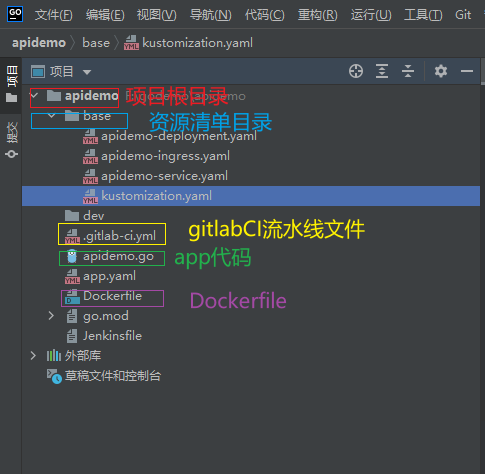 GO 文件(F) 编辑(E) 视图(V) 导航(N) 代码(C) 重构(R) 运行(U) 工具(T) Git
apidemo > base > kustomization.yaml
项目
提交
项目
apidemo 项目根目录 apidemo
base 资源清单目录
apidemo-deployment.yaml
apidemo-ingress.yaml
apidemo-service.yaml
kustomization.yaml
dev
.gitlab-ci.yml gitlabCI流水线文件
apidemo.go app代码
app.yaml
Dockerfile Dockerfile
go.mod
Jenkinsfile
外部库
草稿文件和控制台